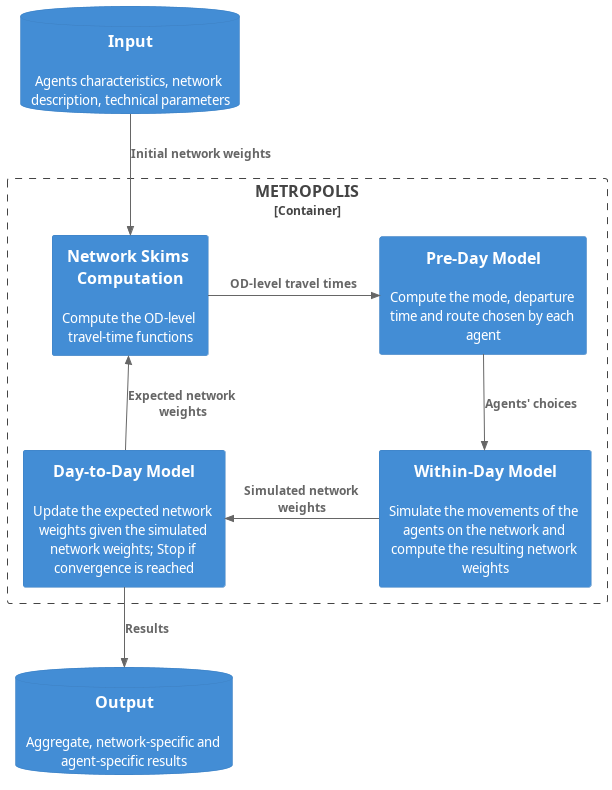 Input
Agents characteristics, network
description, technical parameters
Initial network weights
METROPOLIS
[Container]
Network Skims
Computation
Compute the OD-level
travel-time functions
OD-level travel times
Pre-Day Model
Compute the mode, departure
time and route chosen by each
agent
Expected network
weights
Agents' choices
Day-to-Day Model
Update the expected network
weights given the simulated
network weights; Stop if
convergence is reached
Simulated network
weights
Within-Day Model
Simulate the movements of the
agents on the network and
compute the resulting network
weights
Results
Output
Aggregate, network-specific and
agent-specific results